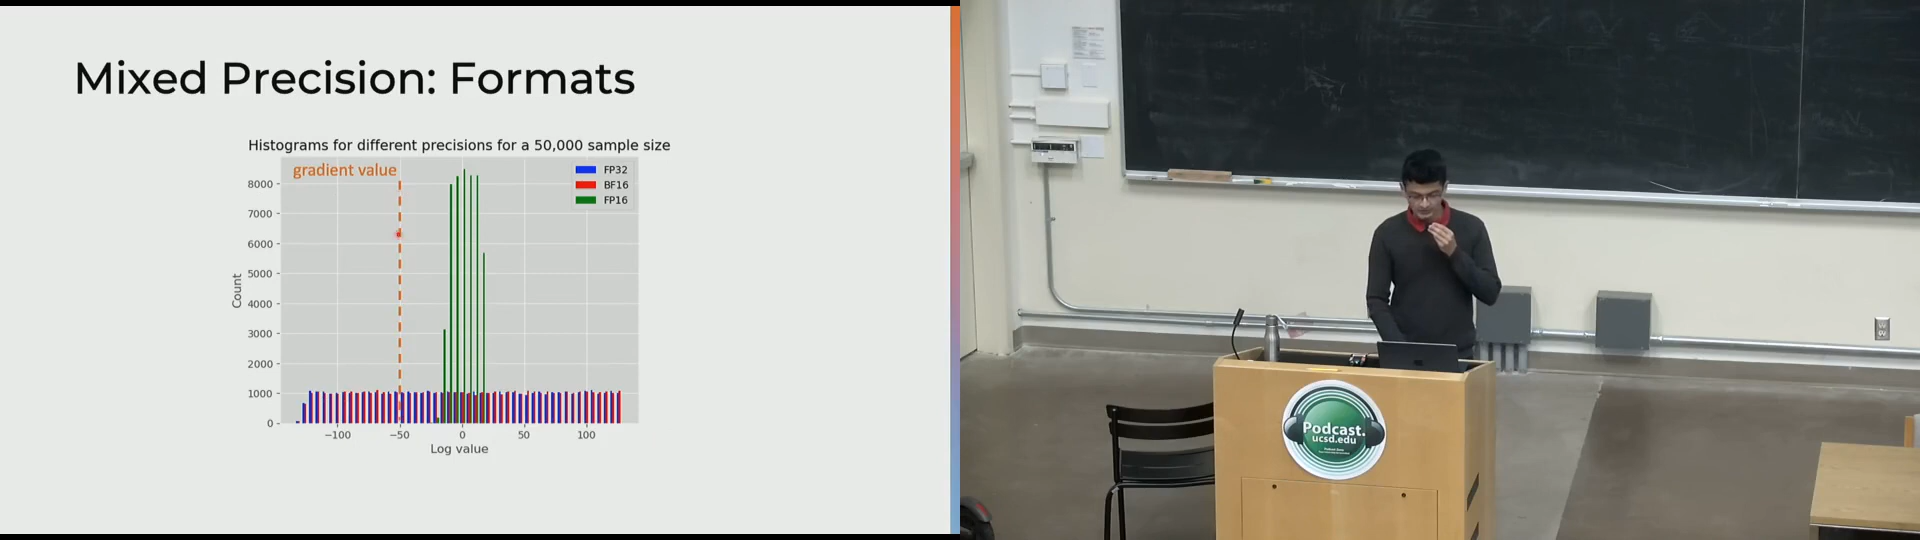 Mixed Precision: Formats
Histograms for different precisions for a 50,000 sample size
gradient value
FP32
BF16
FP16
8000
7000
6000
5000
4000
3000
2000
1000
0
Count
−100
−50
0
50
100
Log value
Podcast.
ucsd.edu